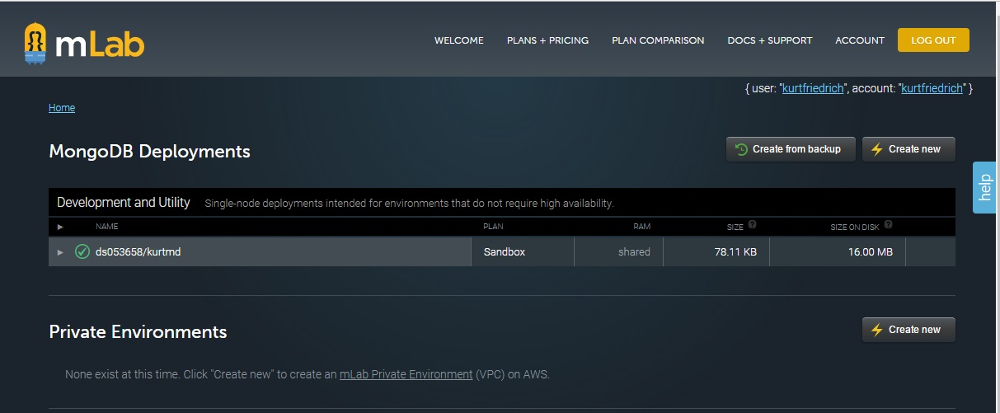 mLab
WELCOME PLANS + PRICING PLAN COMPARISON DOCS + SUPPORT ACCOUNT LOG OUT
{ user: "kurtfriedrich", account: "kurtfriedrich" }
Home
MongoDB Deployments Create from backup Create new
help
Development and Utility Single-node deployments intended for environments that do not require high availability.
NAME PLAN RAM SIZE ? SIZE ON DISK ?
ds053658/kurtmd Sandbox shared 78.11 KB 16.00 MB
Private Environments Create new
None exist at this time. Click "Create new" to create an mLab Private Environment (VPC) on AWS.